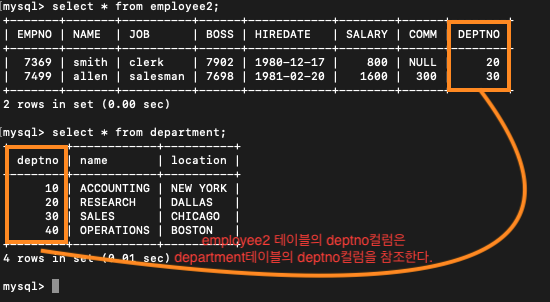 mysql> select * from employee2;
+-------+-------+----------+------+------------+--------+------+--------+
| EMPNO | NAME | JOB | BOSS | HIREDATE | SALARY | COMM | DEPTNO |
+-------+-------+----------+------+------------+--------+------+--------+
| 7369 | smith | clerk | 7902 | 1980-12-17 | 800 | NULL | 20 |
| 7499 | allen | salesman | 7698 | 1981-02-20 | 1600 | 300 | 30 |
+-------+-------+----------+------+------------+--------+------+--------+
2 rows in set (0.00 sec)
mysql> select * from department;
+--------+------------+----------+
| deptno | name | location |
+--------+------------+----------+
| 10 | ACCOUNTING | NEW YORK |
| 20 | RESEARCH | DALLAS |
| 30 | SALES | CHICAGO |
| 40 | OPERATIONS | BOSTON |
+--------+------------+----------+
employee2 테이블의 deptno컬럼은
department테이블의 deptno컬럼을 참조한다.
4 rows in set (0.01 sec)
mysql>